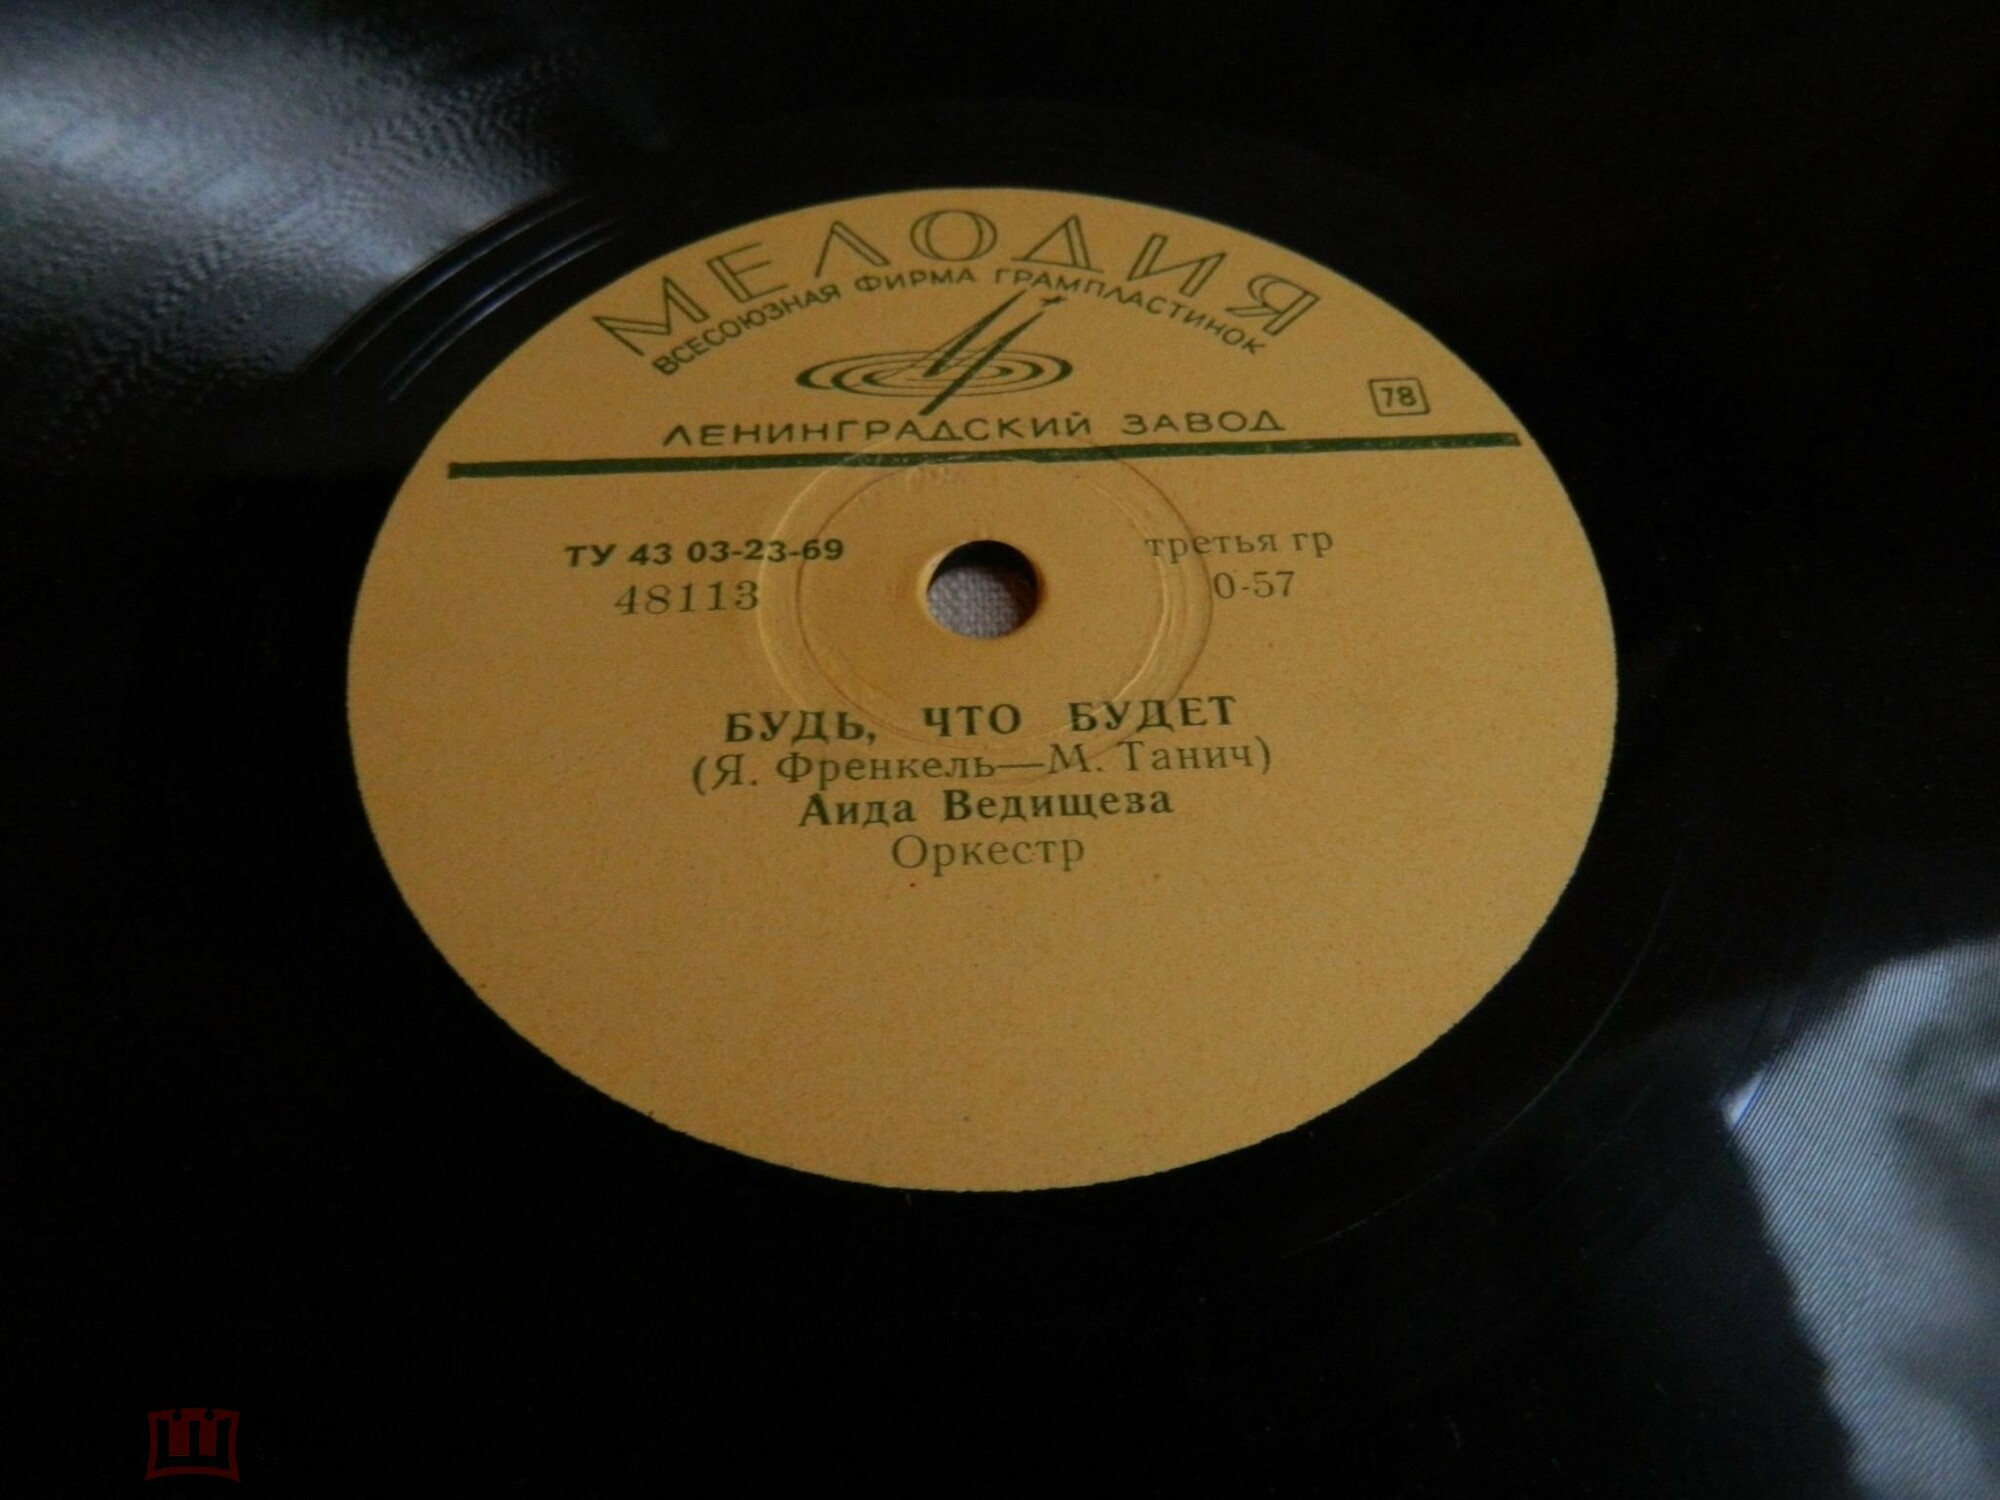 МЕЛОДИЯ
ВСЕСОЮЗНАЯ ФИРМА ГРАМПЛАСТИНОК
ЛЕНИНГРАДСКИЙ ЗАВОД
78
ТУ 43 03-23-69
третья гр
48113
0-57
БУДЬ, ЧТО БУДЕТ
(Я. Френкель—М. Танич)
Аида Ведищева
Оркестр